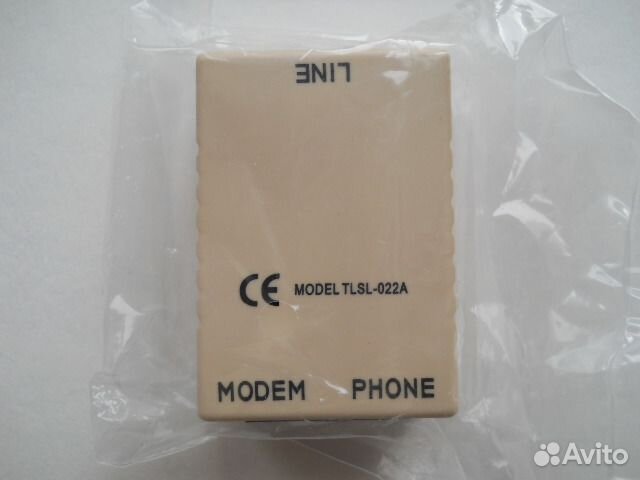 LINE
CE MODEL TLSL-022A
MODEM PHONE
Avito